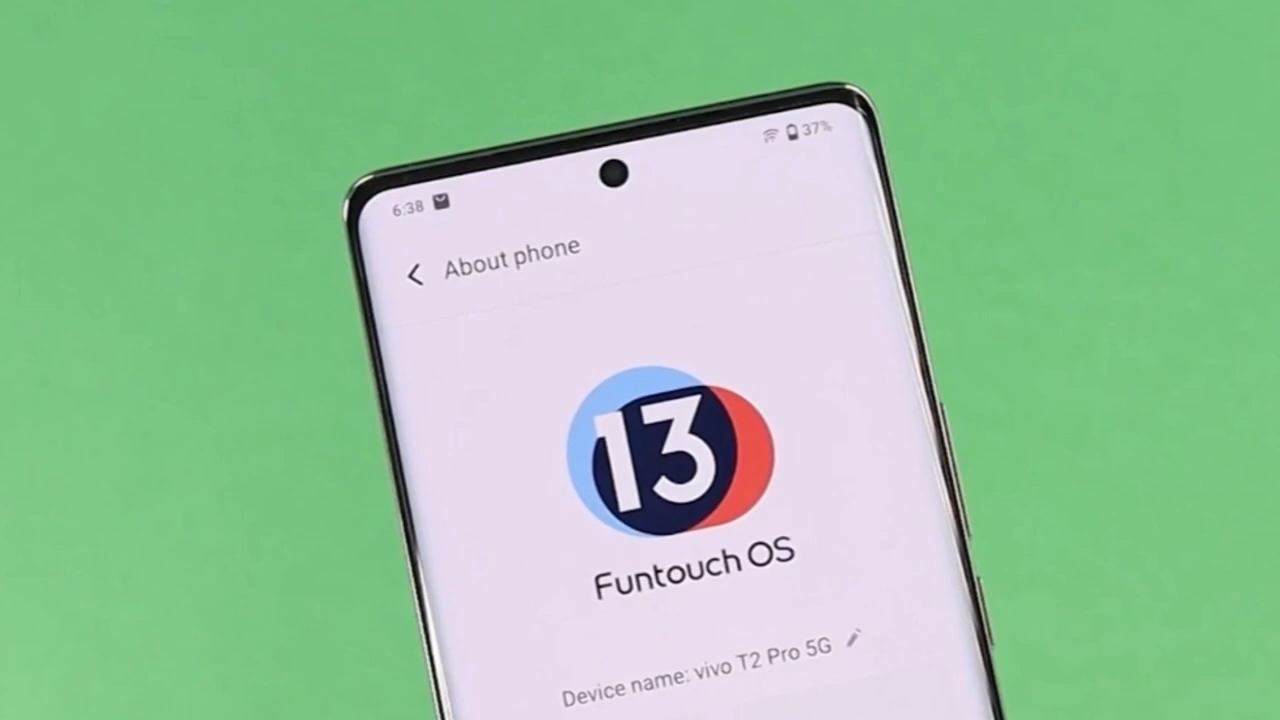 6:38 37%
About phone
13
Funtouch OS
Device name: vivo T2 Pro 5G